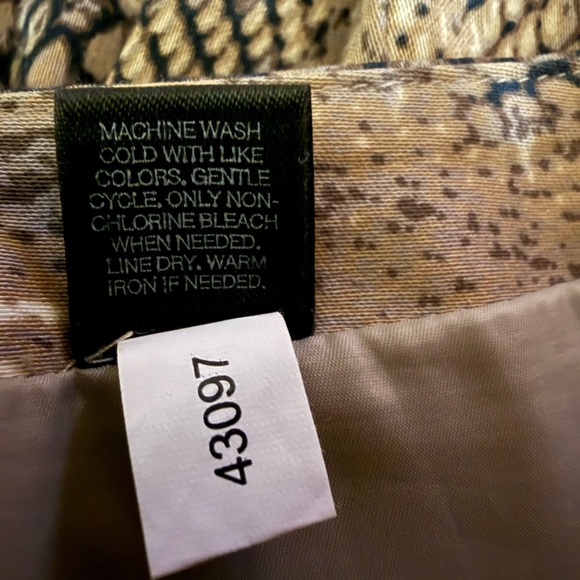 MACHINE WASH
COLD WITH LIKE
COLORS. GENTLE
CYCLE. ONLY NON-
CHLORINE BLEACH
WHEN NEEDED.
LINE DRY. WARM
IRON IF NEEDED.
43097